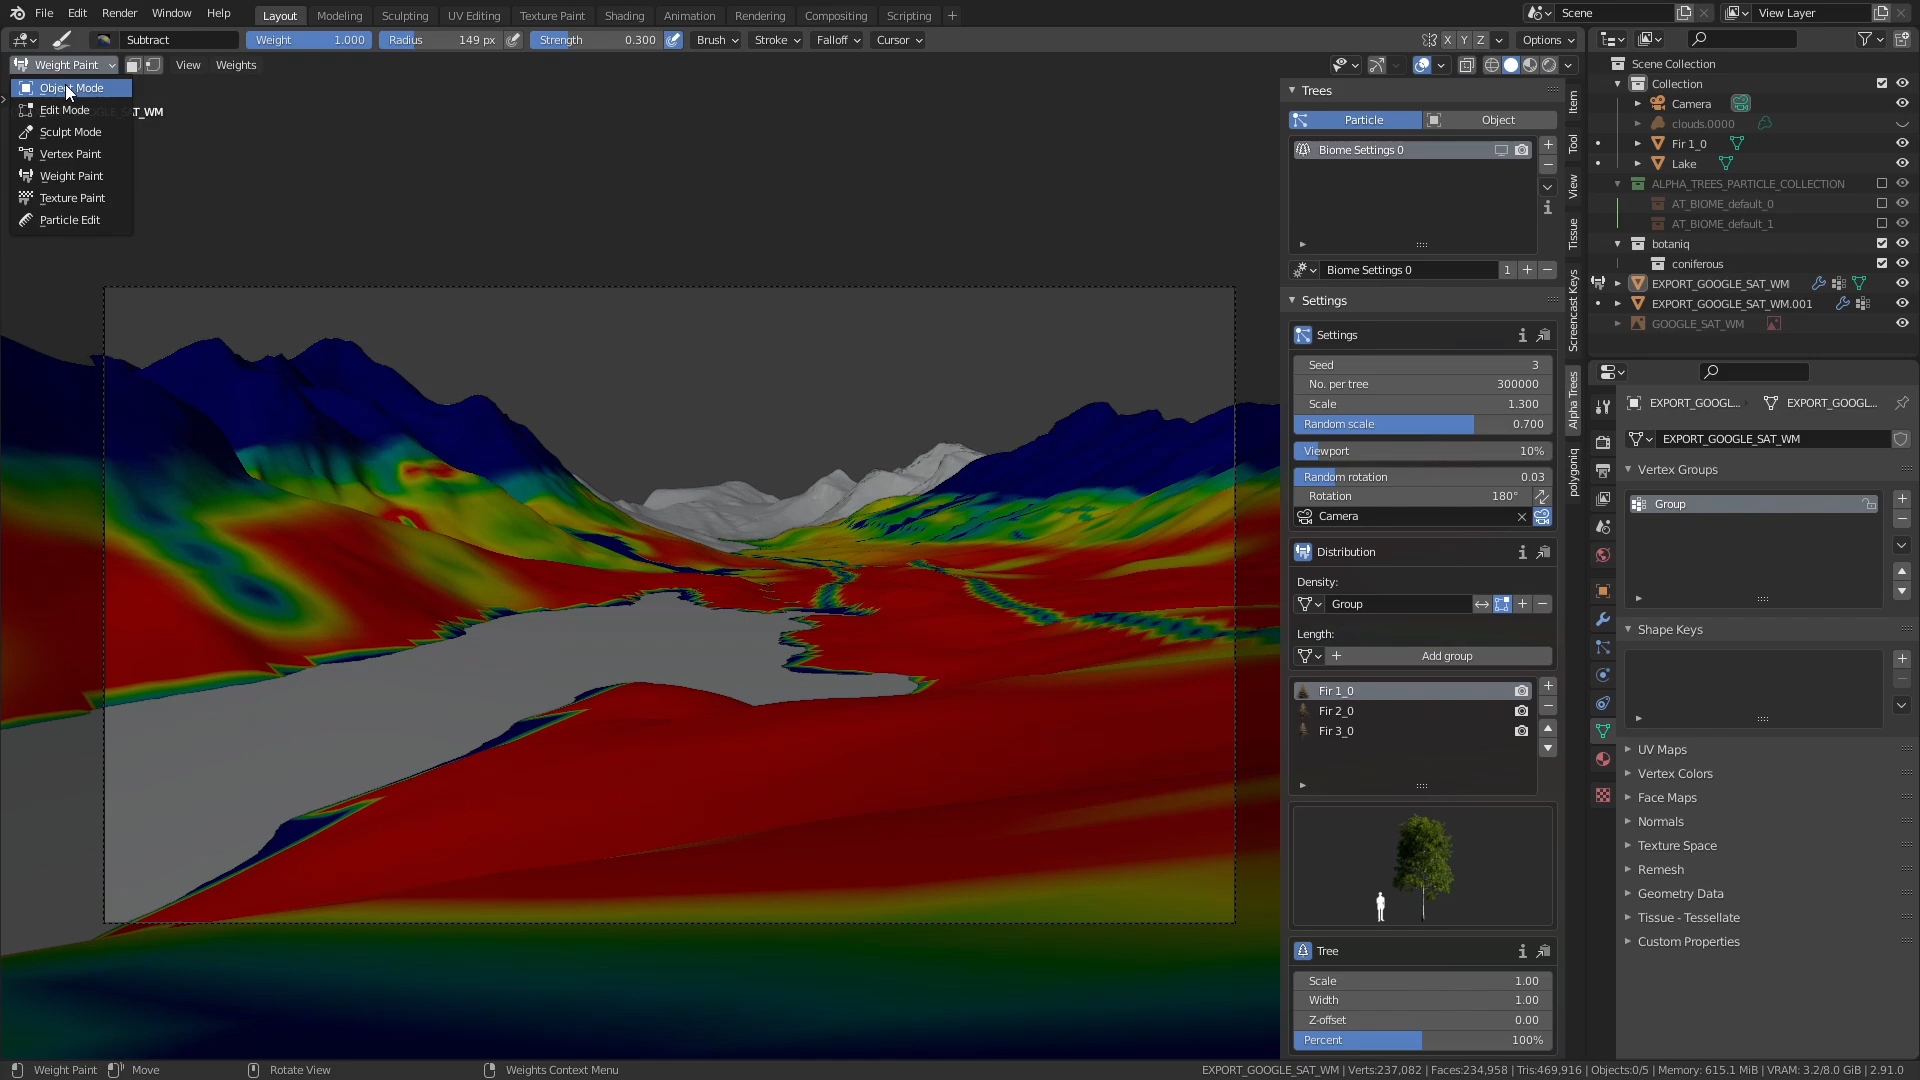 File Edit Render Window Help Layout Modeling Sculpting UV Editing Texture Paint Shading Animation Rendering Compositing Scripting + Scene View Layer
Subtract Weight 1.000 Radius 149 px Strength 0.300 Brush Stroke Falloff Cursor X Y Z Options
Weight Paint View Weights
Object Mode
Edit Mode
Sculpt Mode
Vertex Paint
Weight Paint
Texture Paint
Particle Edit
Trees
Particle Object
Biome Settings 0
Biome Settings 0 1
Settings
Settings
Seed 3
No. per tree 300000
Scale 1.300
Random scale 0.700
Viewport 10%
Random rotation 0.03
Rotation 180°
Camera
Distribution
Density:
Group
Length:
Add group
Fir 1_0
Fir 2_0
Fir 3_0
Tree
Scale 1.00
Width 1.00
Z-offset 0.00
Percent 100%
Item
Tool
View
Tissue
Screencast Keys
Alpha Trees
polygoniq
Scene Collection
Collection
Camera
clouds.0000
Fir 1_0
Lake
ALPHA_TREES_PARTICLE_COLLECTION
AT_BIOME_default_0
AT_BIOME_default_1
botaniq
coniferous
EXPORT_GOOGLE_SAT_WM
EXPORT_GOOGLE_SAT_WM.001
GOOGLE_SAT_WM
EXPORT_GOOGL... EXPORT_GOOGL...
EXPORT_GOOGLE_SAT_WM
Vertex Groups
Group
Shape Keys
UV Maps
Vertex Colors
Face Maps
Normals
Texture Space
Remesh
Geometry Data
Tissue - Tessellate
Custom Properties
Weight Paint Move Rotate View Weights Context Menu EXPORT_GOOGLE_SAT_WM | Verts:237,082 | Faces:234,958 | Tris:469,916 | Objects:0/5 | Memory: 615.1 MiB | VRAM: 3.2/8.0 GiB | 2.91.0